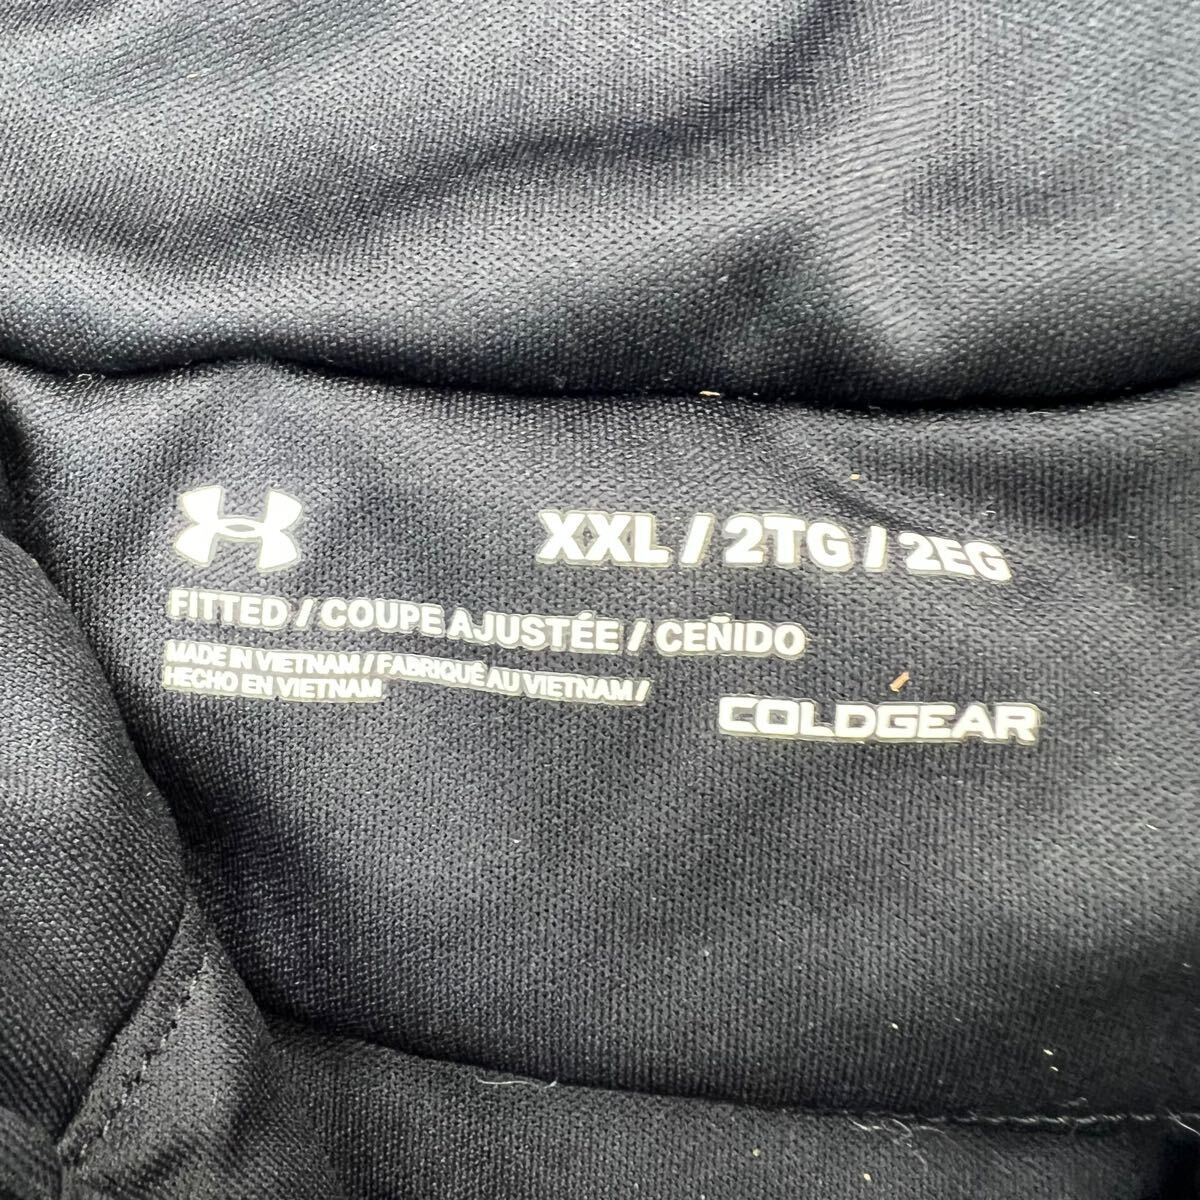 XXL / 2TG / 2EG
FITTED / COUPE AJUSTÉE / CEÑIDO
MADE IN VIETNAM / FABRIQUÉ AU VIETNAM /
HECHO EN VIETNAM
COLDGEAR